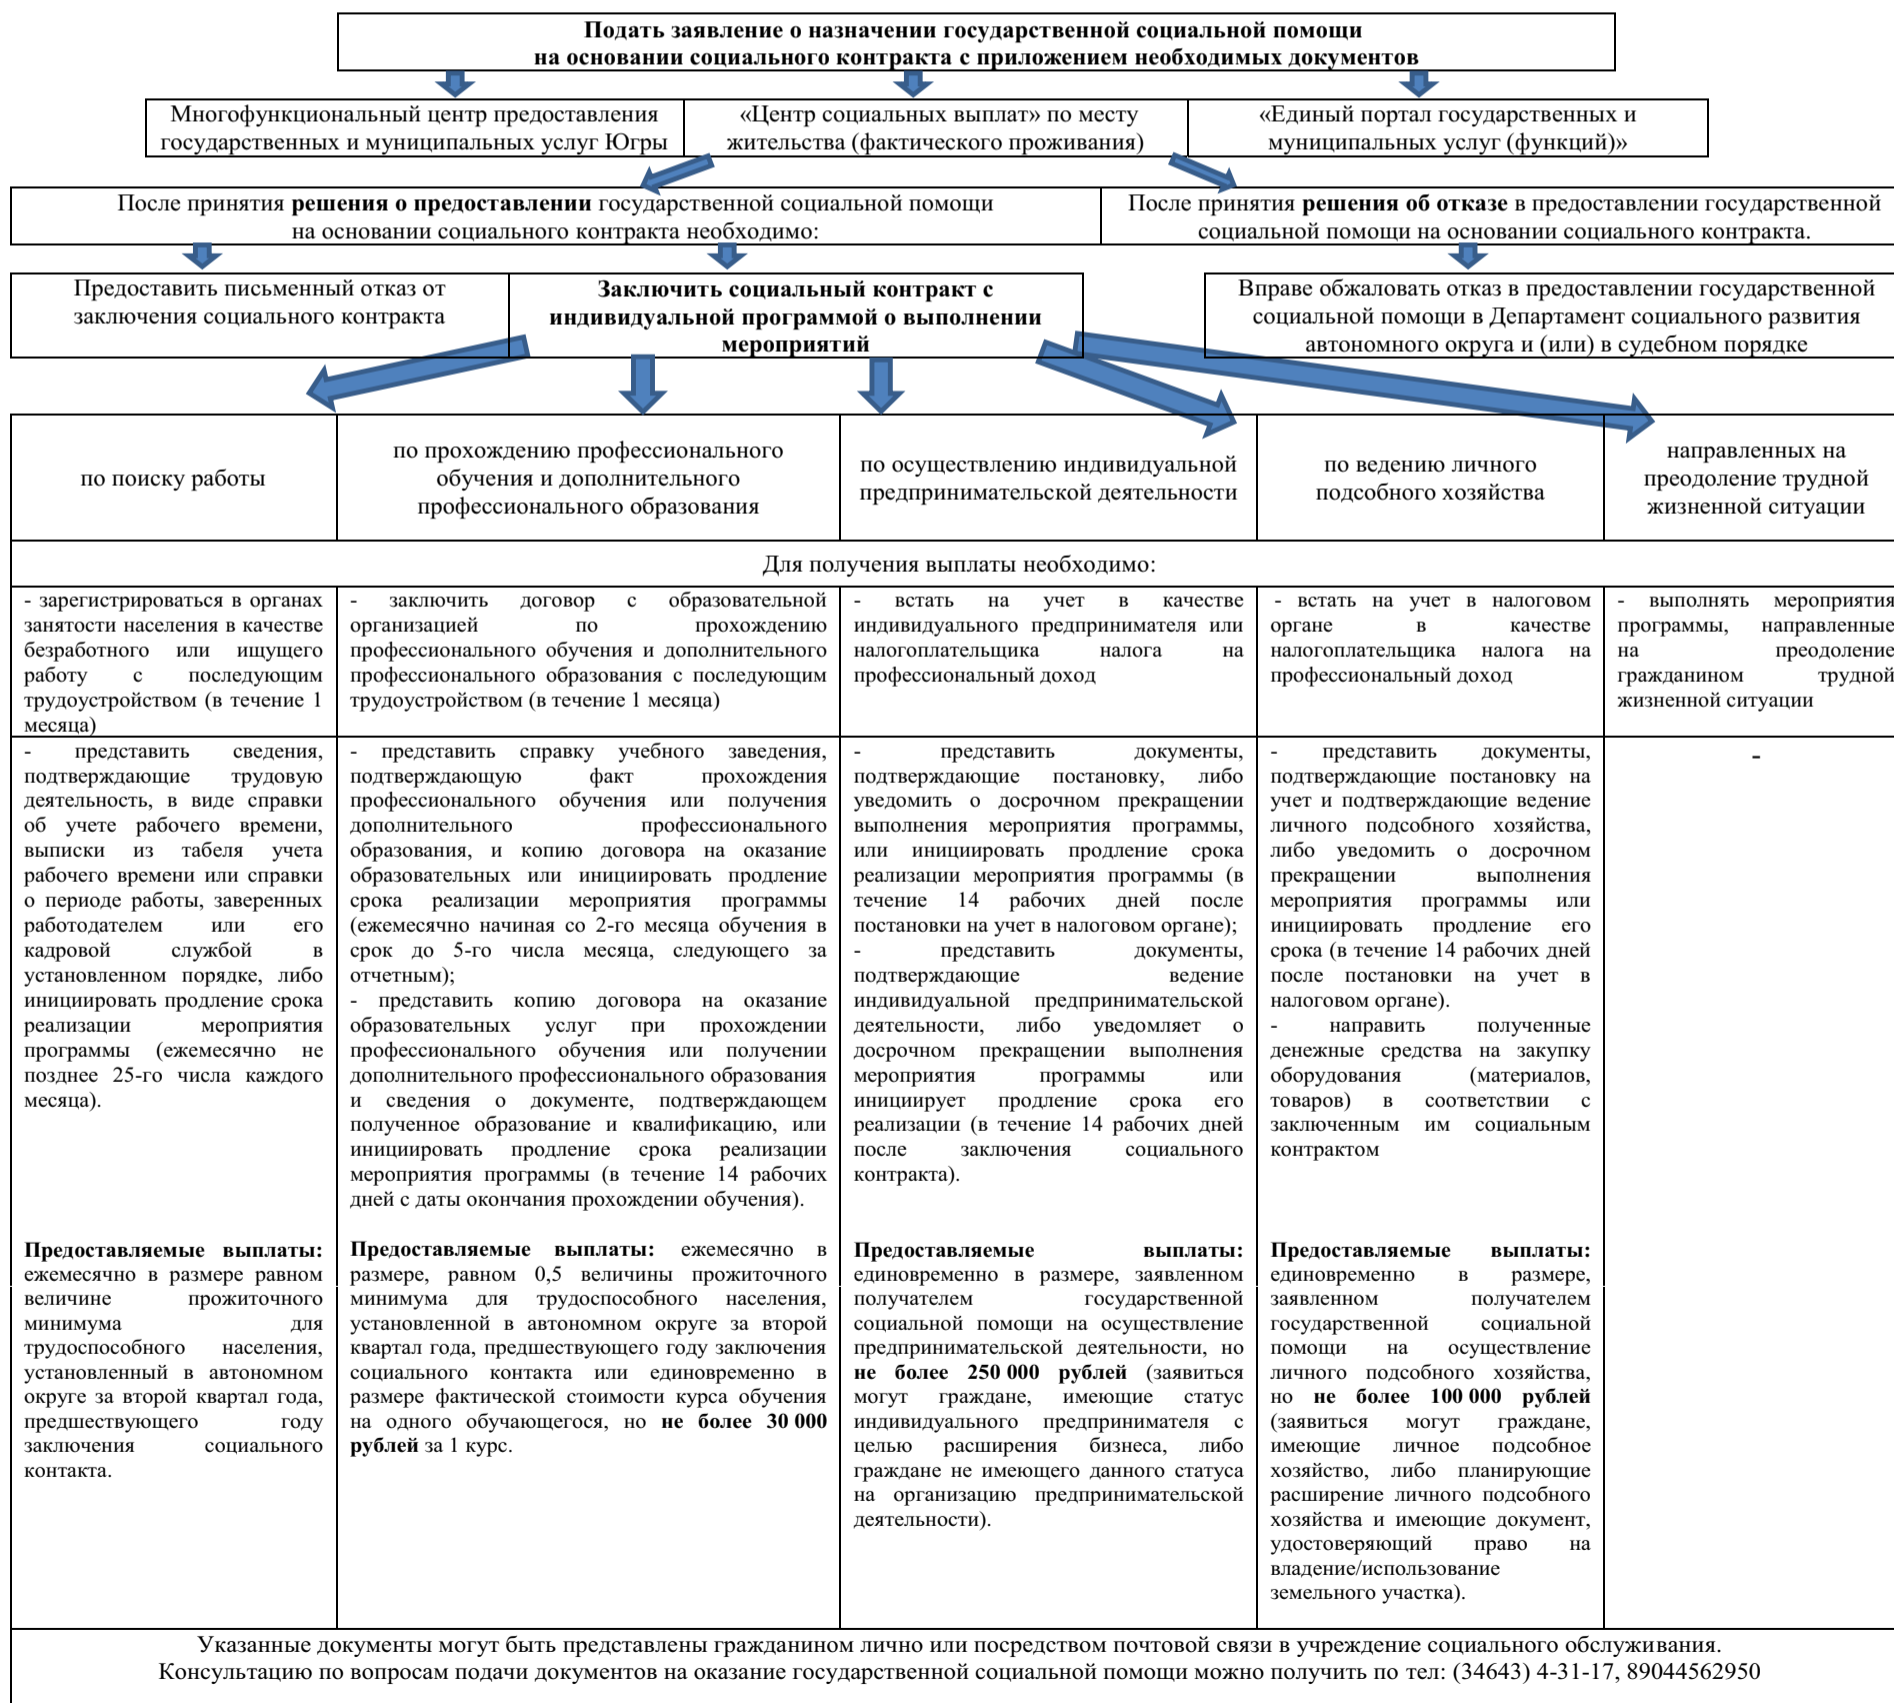 Подать заявление о назначении государственной социальной помощи
на основании социального контракта с приложением необходимых документов
Многофункциональный центр предоставления
государственных и муниципальных услуг Югры
«Центр социальных выплат» по месту
жительства (фактического проживания)
«Единый портал государственных и
муниципальных услуг (функций)»
После принятия решения о предоставлении государственной социальной помощи
на основании социального контракта необходимо:
После принятия решения об отказе в предоставлении государственной
социальной помощи на основании социального контракта.
Предоставить письменный отказ от
заключения социального контракта
Заключить социальный контракт с
индивидуальной программой о выполнении
мероприятий
Вправе обжаловать отказ в предоставлении государственной
социальной помощи в Департамент социального развития
автономного округа и (или) в судебном порядке
по поиску работы
по прохождению профессионального
обучения и дополнительного
профессионального образования
по осуществлению индивидуальной
предпринимательской деятельности
по ведению личного
подсобного хозяйства
направленных на
преодоление трудной
жизненной ситуации
Для получения выплаты необходимо:
- зарегистрироваться в органах
занятости населения в качестве
безработного или ищущего
работу с последующим
трудоустройством (в течение 1
месяца)
- заключить договор с образовательной
организацией по прохождению
профессионального обучения и дополнительного
профессионального образования с последующим
трудоустройством (в течение 1 месяца)
- встать на учет в качестве
индивидуального предпринимателя или
налогоплательщика налога на
профессиональный доход
- встать на учет в налоговом
органе в качестве
налогоплательщика налога на
профессиональный доход
- выполнять мероприятия
программы, направленные
на преодоление
гражданином трудной
жизненной ситуации
- представить сведения,
подтверждающие трудовую
деятельность, в виде справки
об учете рабочего времени,
выписки из табеля учета
рабочего времени или справки
о периоде работы, заверенных
работодателем или его
кадровой службой в
установленном порядке, либо
инициировать продление срока
реализации мероприятия
программы (ежемесячно не
позднее 25-го числа каждого
месяца).
Предоставляемые выплаты:
ежемесячно в размере равном
величине прожиточного
минимума для
трудоспособного населения,
установленный в автономном
округе за второй квартал года,
предшествующего году
заключения социального
контакта.
- представить справку учебного заведения,
подтверждающую факт прохождения
профессионального обучения или получения
дополнительного профессионального
образования, и копию договора на оказание
образовательных или инициировать продление
срока реализации мероприятия программы
(ежемесячно начиная со 2-го месяца обучения в
срок до 5-го числа месяца, следующего за
отчетным);
- представить копию договора на оказание
образовательных услуг при прохождении
профессионального обучения или получении
дополнительного профессионального образования
и сведения о документе, подтверждающем
полученное образование и квалификацию, или
инициировать продление срока реализации
мероприятия программы (в течение 14 рабочих
дней с даты окончания прохождении обучения).
Предоставляемые выплаты: ежемесячно в
размере, равном 0,5 величины прожиточного
минимума для трудоспособного населения,
установленной в автономном округе за второй
квартал года, предшествующего году заключения
социального контакта или единовременно в
размере фактической стоимости курса обучения
на одного обучающегося, но не более 30 000
рублей за 1 курс.
- представить документы,
подтверждающие постановку, либо
уведомить о досрочном прекращении
выполнения мероприятия программы,
или инициировать продление срока
реализации мероприятия программы (в
течение 14 рабочих дней после
постановки на учет в налоговом органе);
- представить документы,
подтверждающие ведение
индивидуальной предпринимательской
деятельности, либо уведомляет о
досрочном прекращении выполнения
мероприятия программы или
инициирует продление срока его
реализации (в течение 14 рабочих дней
после заключения социального
контракта).
Предоставляемые выплаты:
единовременно в размере, заявленном
получателем государственной
социальной помощи на осуществление
предпринимательской деятельности, но
не более 250 000 рублей (заявиться
могут граждане, имеющие статус
индивидуального предпринимателя с
целью расширения бизнеса, либо
граждане не имеющего данного статуса
на организацию предпринимательской
деятельности).
- представить документы,
подтверждающие постановку на
учет и подтверждающие ведение
личного подсобного хозяйства,
либо уведомить о досрочном
прекращении выполнения
мероприятия программы или
инициировать продление его
срока (в течение 14 рабочих дней
после постановки на учет в
налоговом органе).
- направить полученные
денежные средства на закупку
оборудования (материалов,
товаров) в соответствии с
заключенным им социальным
контрактом
Предоставляемые выплаты:
единовременно в размере,
заявленном получателем
государственной социальной
помощи на осуществление
личного подсобного хозяйства,
но не более 100 000 рублей
(заявиться могут граждане,
имеющие личное подсобное
хозяйство, либо планирующие
расширение личного подсобного
хозяйства и имеющие документ,
удостоверяющий право на
владение/использование
земельного участка).
-
Указанные документы могут быть представлены гражданином лично или посредством почтовой связи в учреждение социального обслуживания.
Консультацию по вопросам подачи документов на оказание государственной социальной помощи можно получить по тел: (34643) 4-31-17, 89044562950